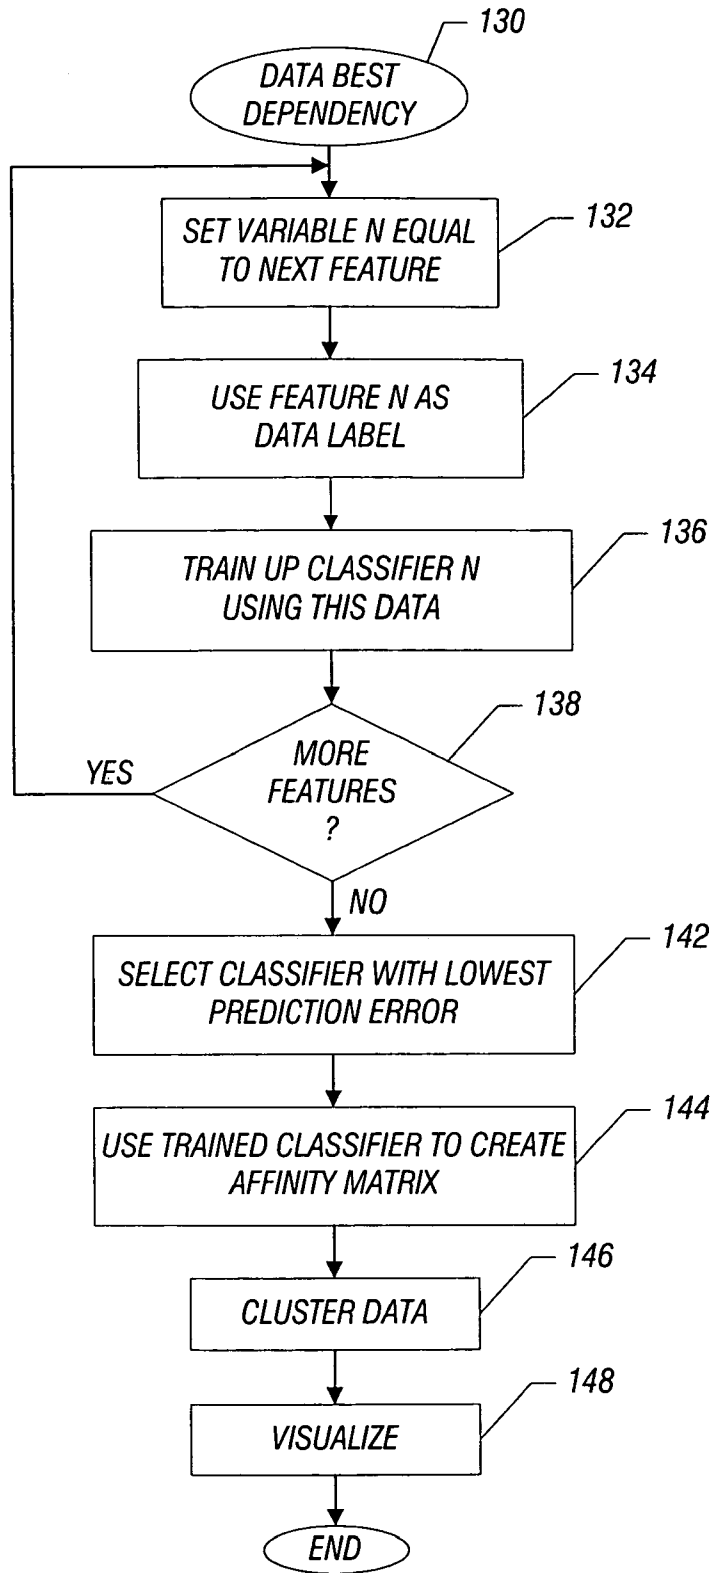 130
DATA BEST
DEPENDENCY
SET VARIABLE N EQUAL
TO NEXT FEATURE
132
USE FEATURE N AS
DATA LABEL
134
TRAIN UP CLASSIFIER N
USING THIS DATA
136
MORE
FEATURES
?
138
YES
NO
SELECT CLASSIFIER WITH LOWEST
PREDICTION ERROR
142
USE TRAINED CLASSIFIER TO CREATE
AFFINITY MATRIX
144
CLUSTER DATA
146
VISUALIZE
148
END